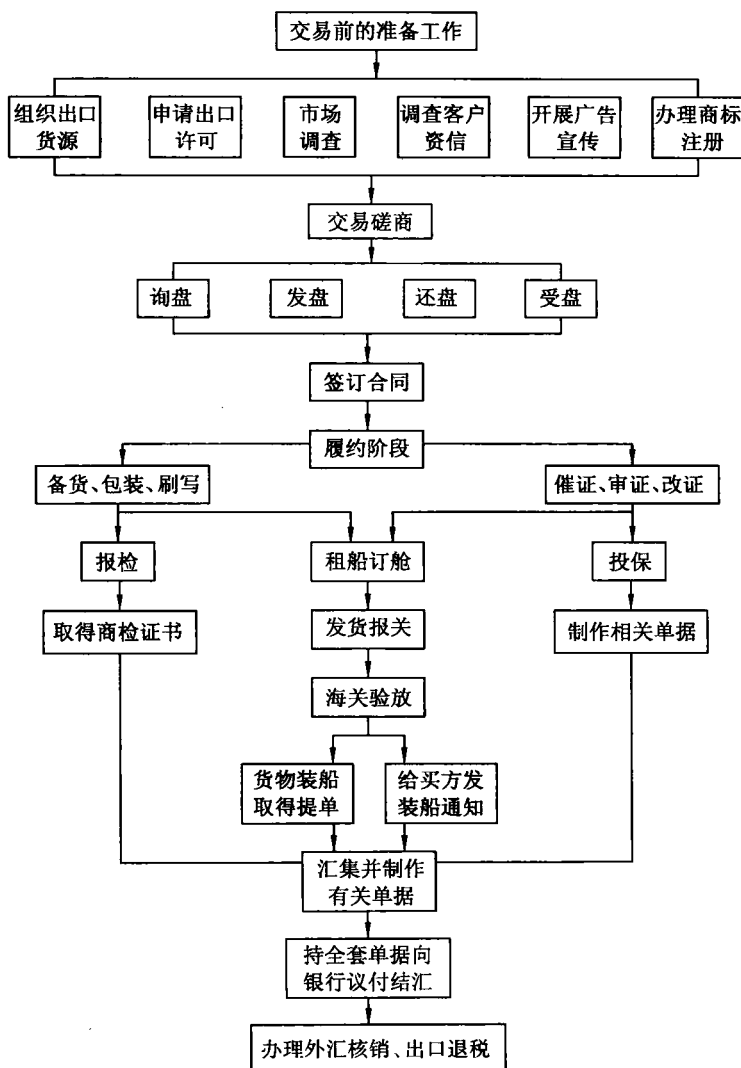 交易前的准备工作
组织出口
货源
申请出口
许可
市场
调查
调查客户
资信
开展广告
宣传
办理商标
注册
交易磋商
询盘
发盘
还盘
受盘
签订合同
履约阶段
备货、包装、刷写
催证、审证、改证
报检
租船订舱
投保
取得商检证书
发货报关
制作相关单据
海关验放
货物装船
取得提单
给买方发
装船通知
汇集并制作
有关单据
持全套单据向
银行议付结汇
办理外汇核销、出口退税